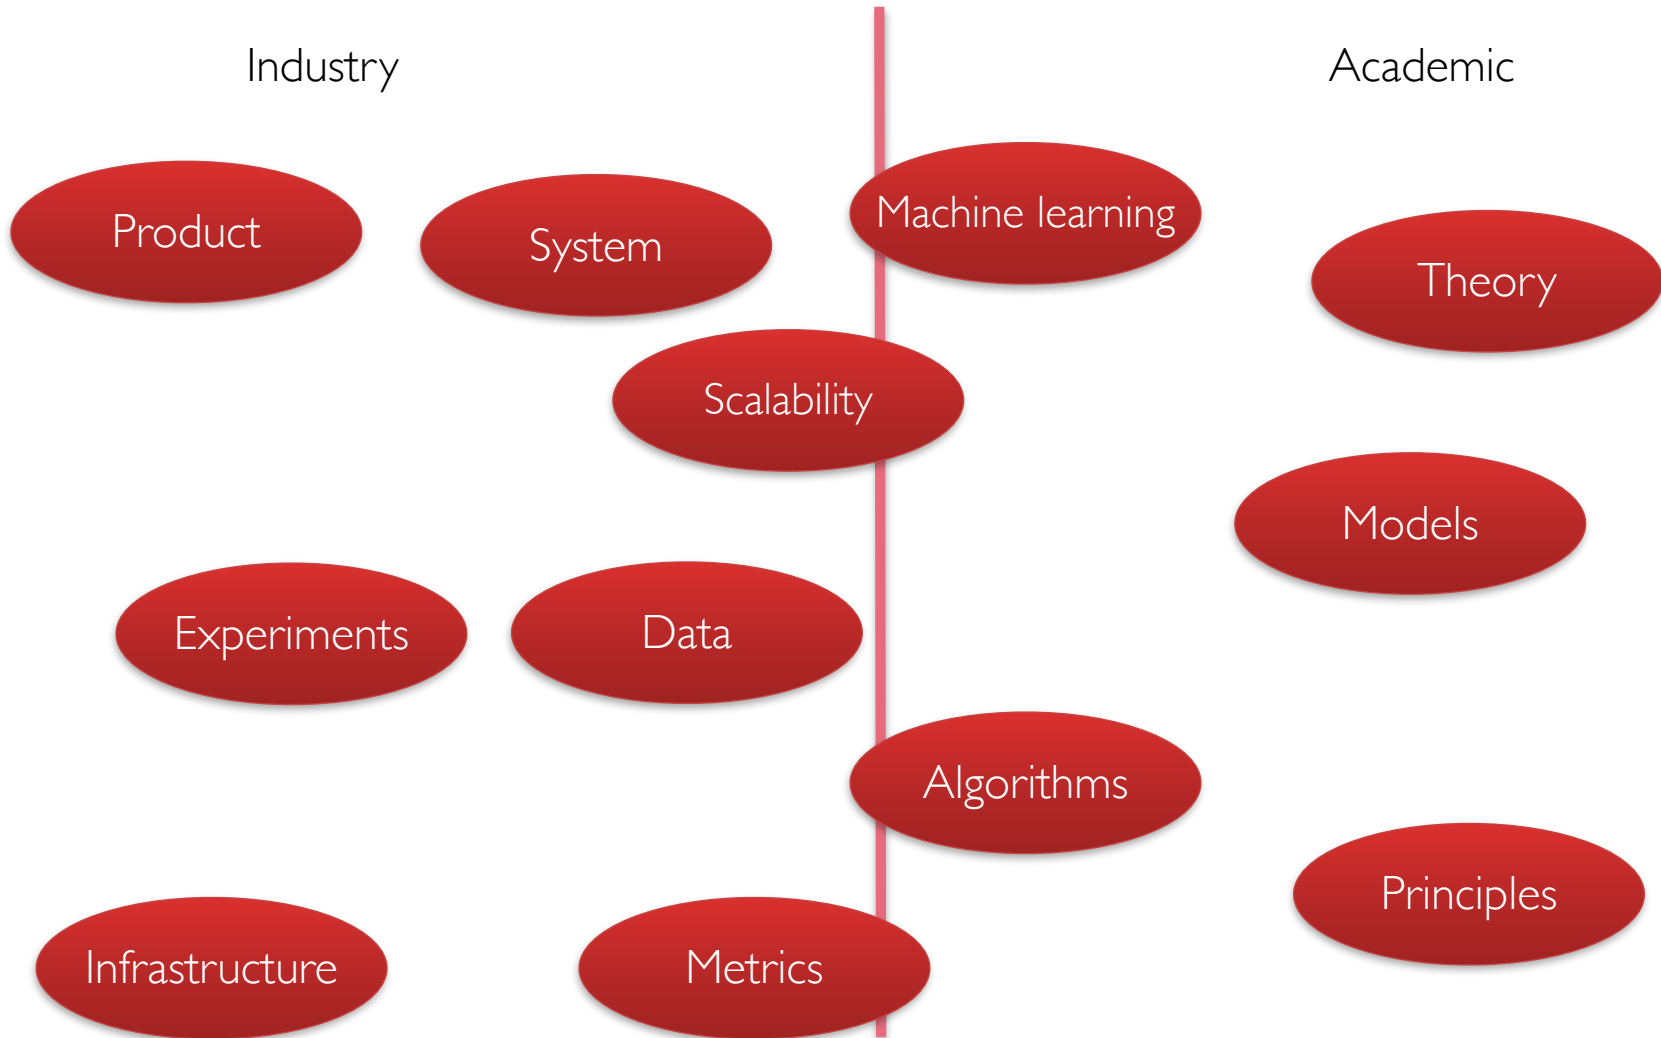 Industry
Academic
Product
System
Machine learning
Theory
Scalability
Models
Experiments
Data
Algorithms
Principles
Infrastructure
Metrics